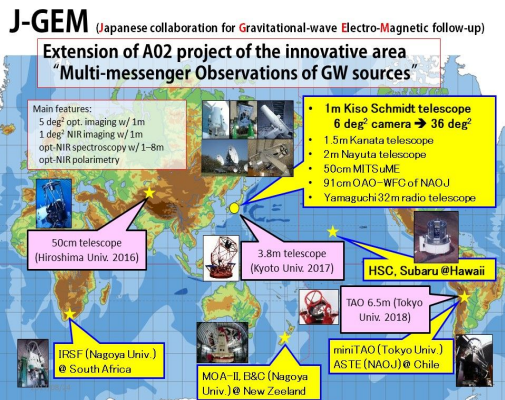 J-GEM (Japanese collaboration for Gravitational-wave Electro-Magnetic follow-up)
Extension of A02 project of the innovative area
“Multi-messenger Observations of GW sources”
Main features:
5 deg² opt. imaging w/ 1m
1 deg² NIR imaging w/ 1m
opt-NIR spectroscopy w/ 1–8m
opt-NIR polarimetry
• 1m Kiso Schmidt telescope
6 deg² camera ➔ 36 deg²
• 1.5m Kanata telescope
• 2m Nayuta telescope
• 50cm MITSuME
• 91cm OAO-WFC of NAOJ
• Yamaguchi 32m radio telescope
50cm telescope
(Hiroshima Univ. 2016)
3.8m telescope
(Kyoto Univ. 2017)
HSC, Subaru @Hawaii
TAO 6.5m (Tokyo
Univ. 2018)
IRSF (Nagoya Univ.)
@ South Africa
MOA-II, B&C (Nagoya
Univ.) @ New Zeeland
miniTAO (Tokyo Univ.)
ASTE (NAOJ) @ Chile